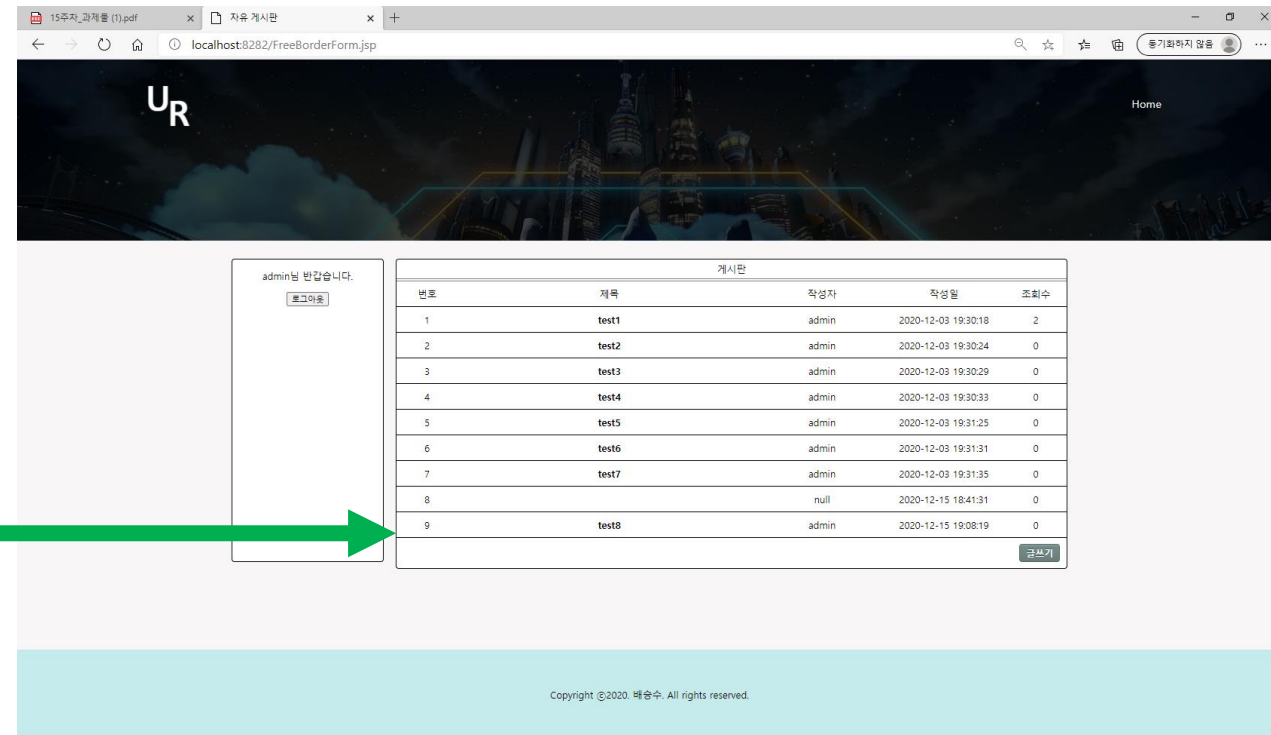 15주차_과제물 (1).pdf
자유 게시판
localhost:8282/FreeBorderForm.jsp
동기화하지 않음
UR
Home
admin님 반갑습니다.
로그아웃
게시판
번호 제목 작성자 작성일 조회수
1 test1 admin 2020-12-03 19:30:18 2
2 test2 admin 2020-12-03 19:30:24 0
3 test3 admin 2020-12-03 19:30:29 0
4 test4 admin 2020-12-03 19:30:33 0
5 test5 admin 2020-12-03 19:31:25 0
6 test6 admin 2020-12-03 19:31:31 0
7 test7 admin 2020-12-03 19:31:35 0
8 null 2020-12-15 18:41:31 0
9 test8 admin 2020-12-15 19:08:19 0
글쓰기
Copyright ⓒ2020. 배승수. All rights reserved.